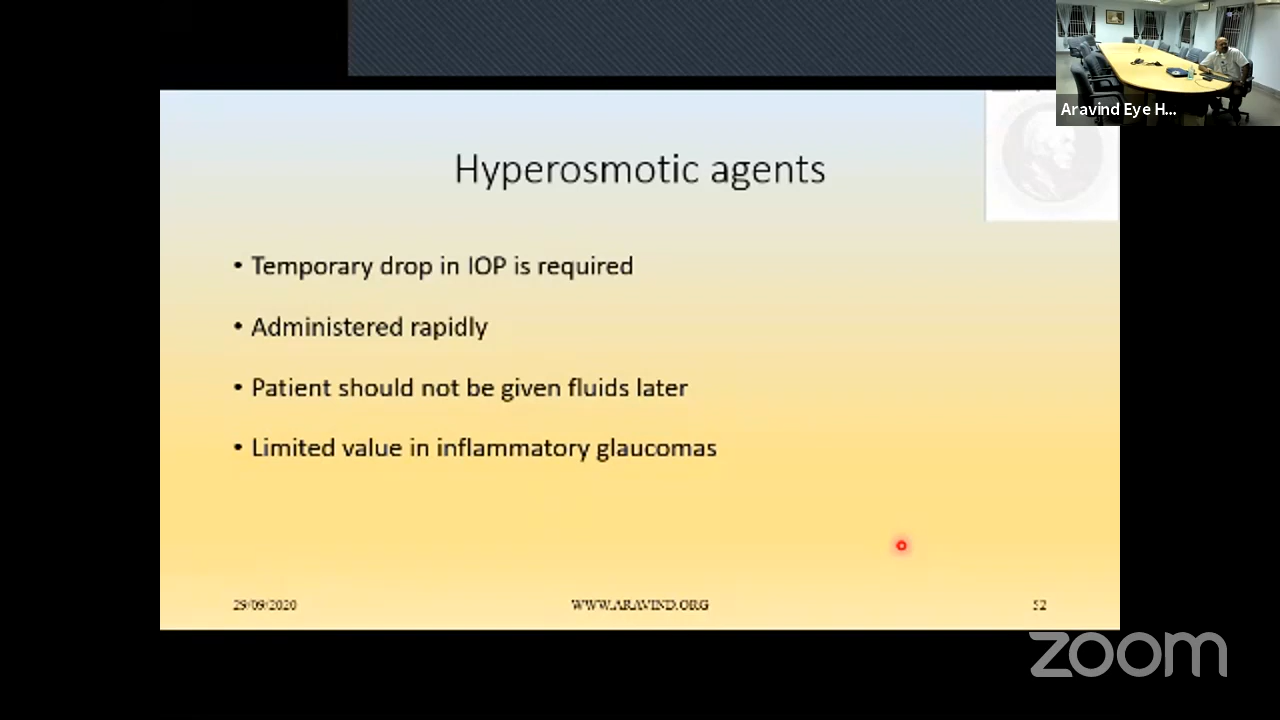 Aravind Eye H...
Hyperosmotic agents
• Temporary drop in IOP is required
• Administered rapidly
• Patient should not be given fluids later
• Limited value in inflammatory glaucomas
29/09/2020 WWW.ARAVIND.ORG 52
zoom